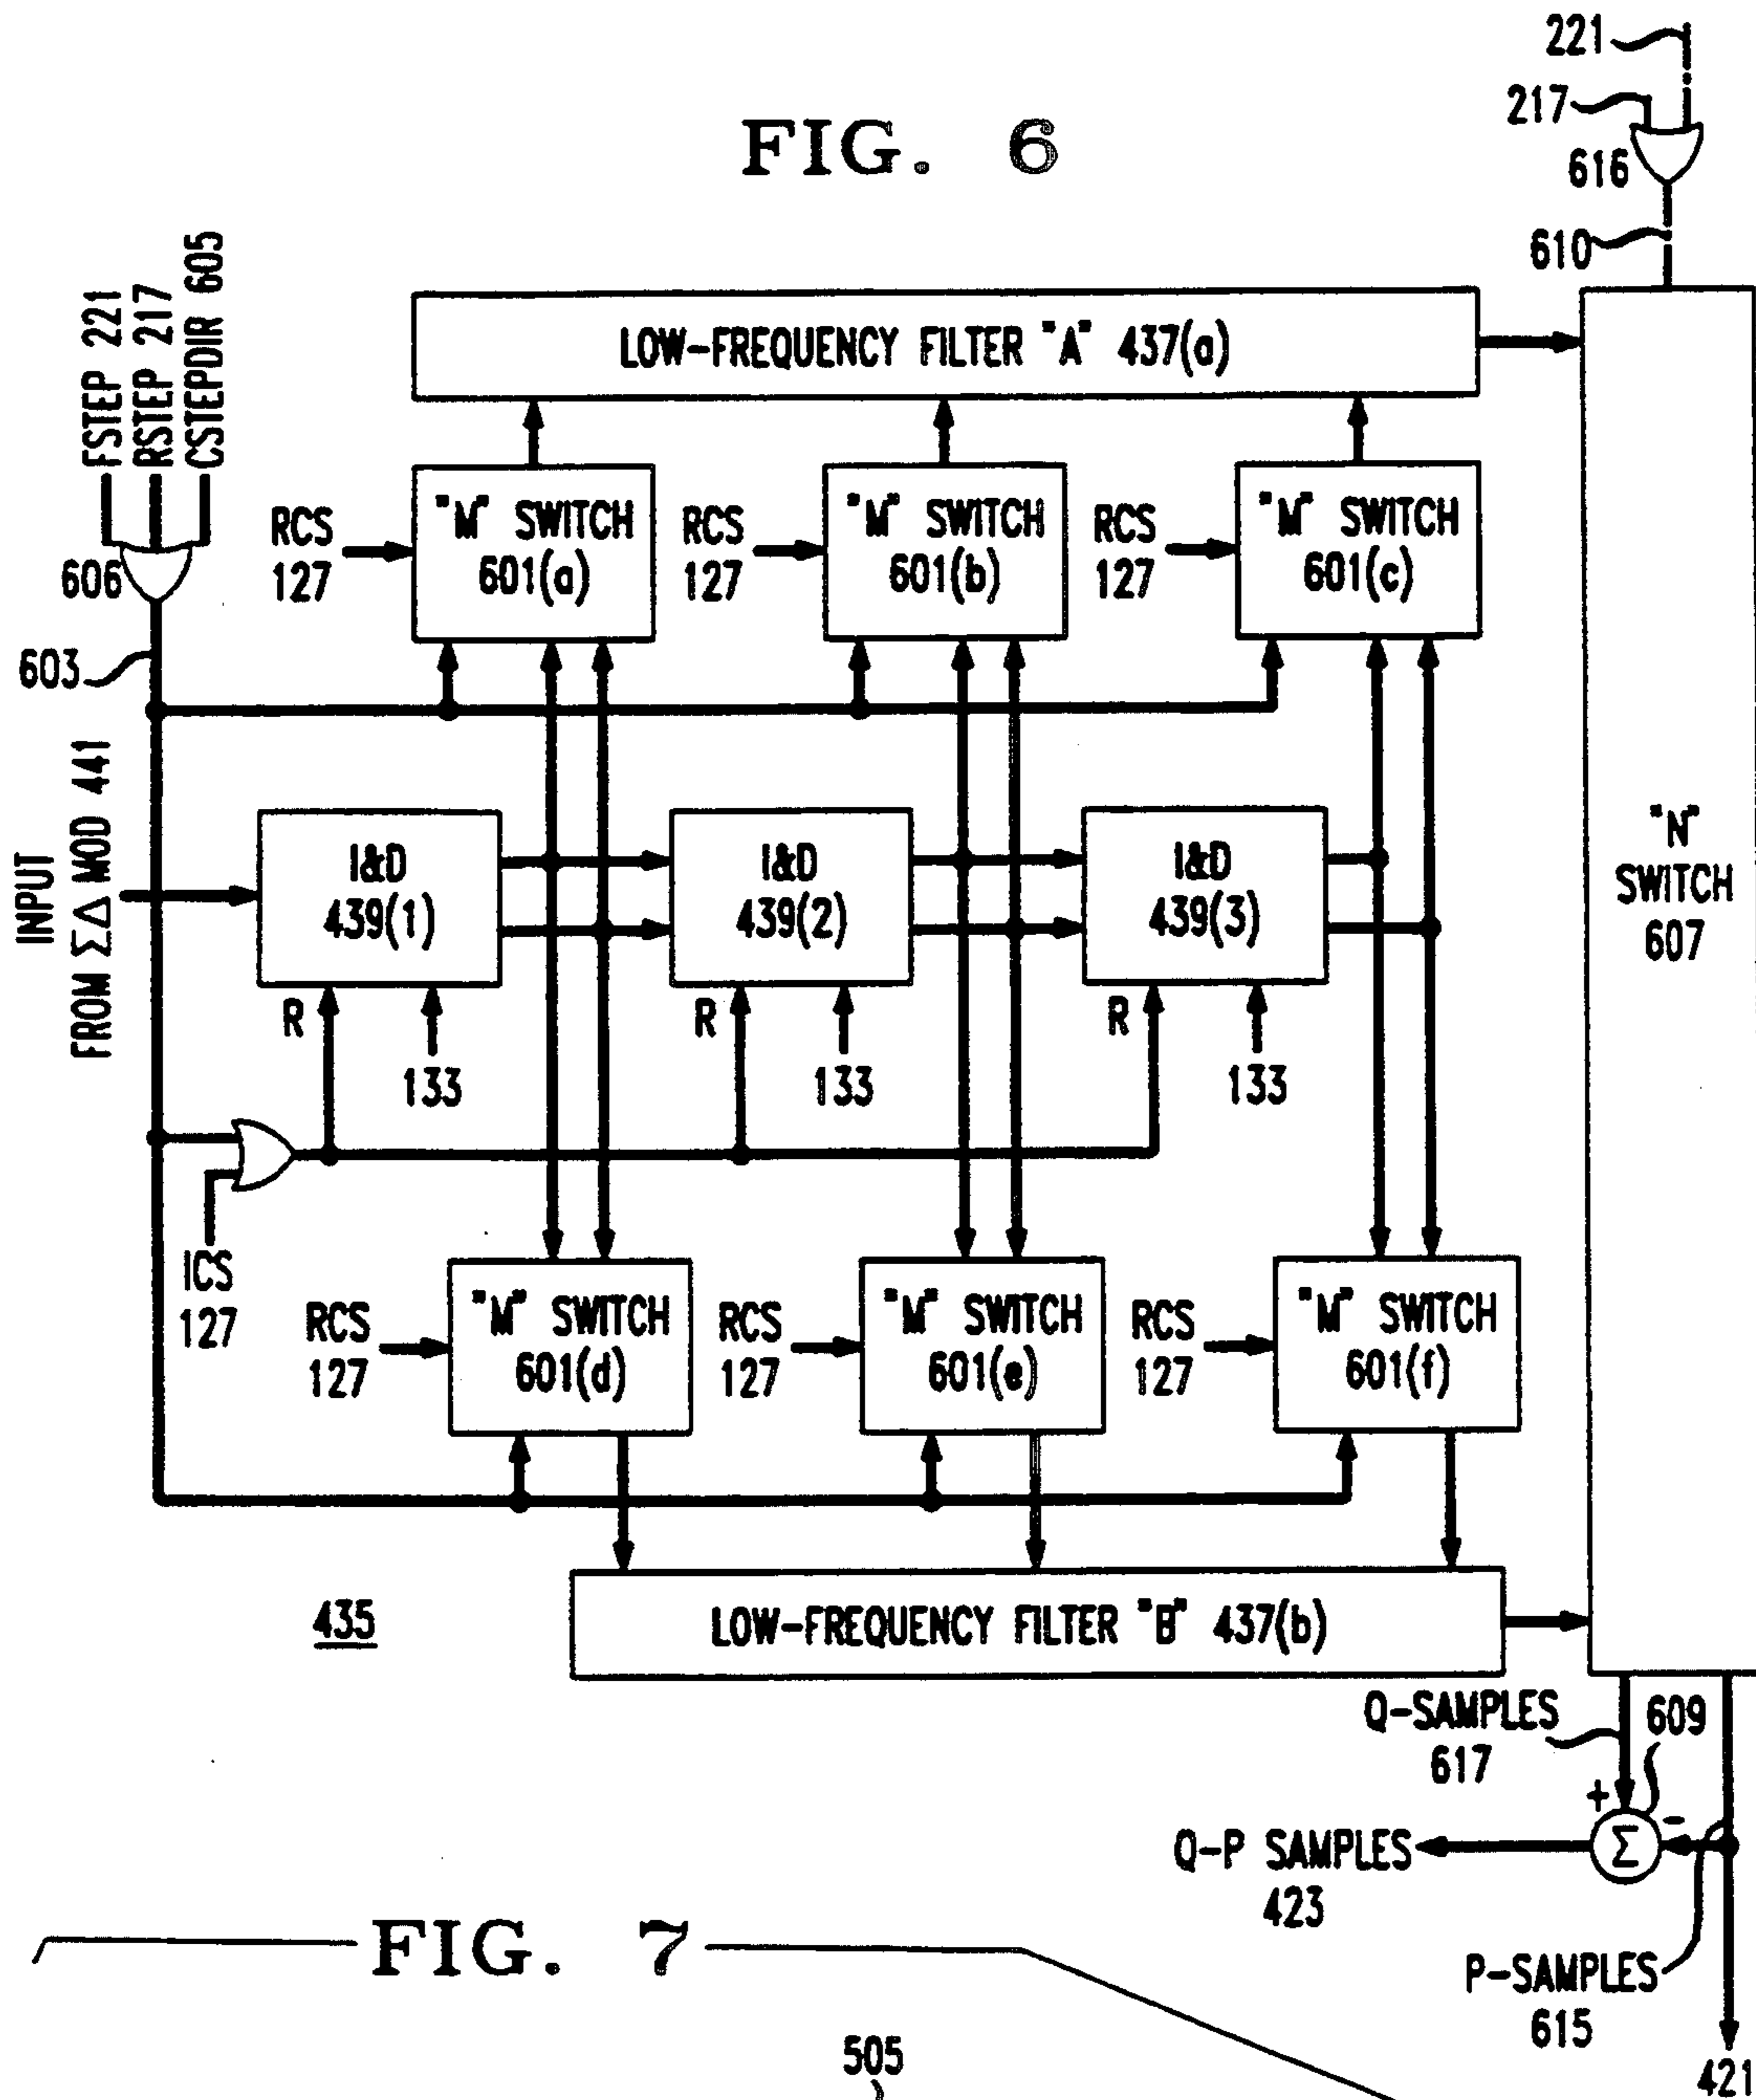 FIG. 6
221
217
616
610
FSTEP 221
RSTEP 217
CSTEPDIR 605
606
603
LOW-FREQUENCY FILTER "A" 437(a)
RCS
127
"M" SWITCH
601(a)
RCS
127
"M" SWITCH
601(b)
RCS
127
"M" SWITCH
601(c)
INPUT
FROM ΣΔ MOD 441
I&D
439(1)
I&D
439(2)
I&D
439(3)
"N"
SWITCH
607
R
133
R
133
R
133
ICS
127
RCS
127
"M" SWITCH
601(d)
RCS
127
"M" SWITCH
601(e)
RCS
127
"M" SWITCH
601(f)
435
LOW-FREQUENCY FILTER "B" 437(b)
Q-SAMPLES
617
609
+
-
Σ
Q-P SAMPLES
423
P-SAMPLES
615
421
FIG. 7
505